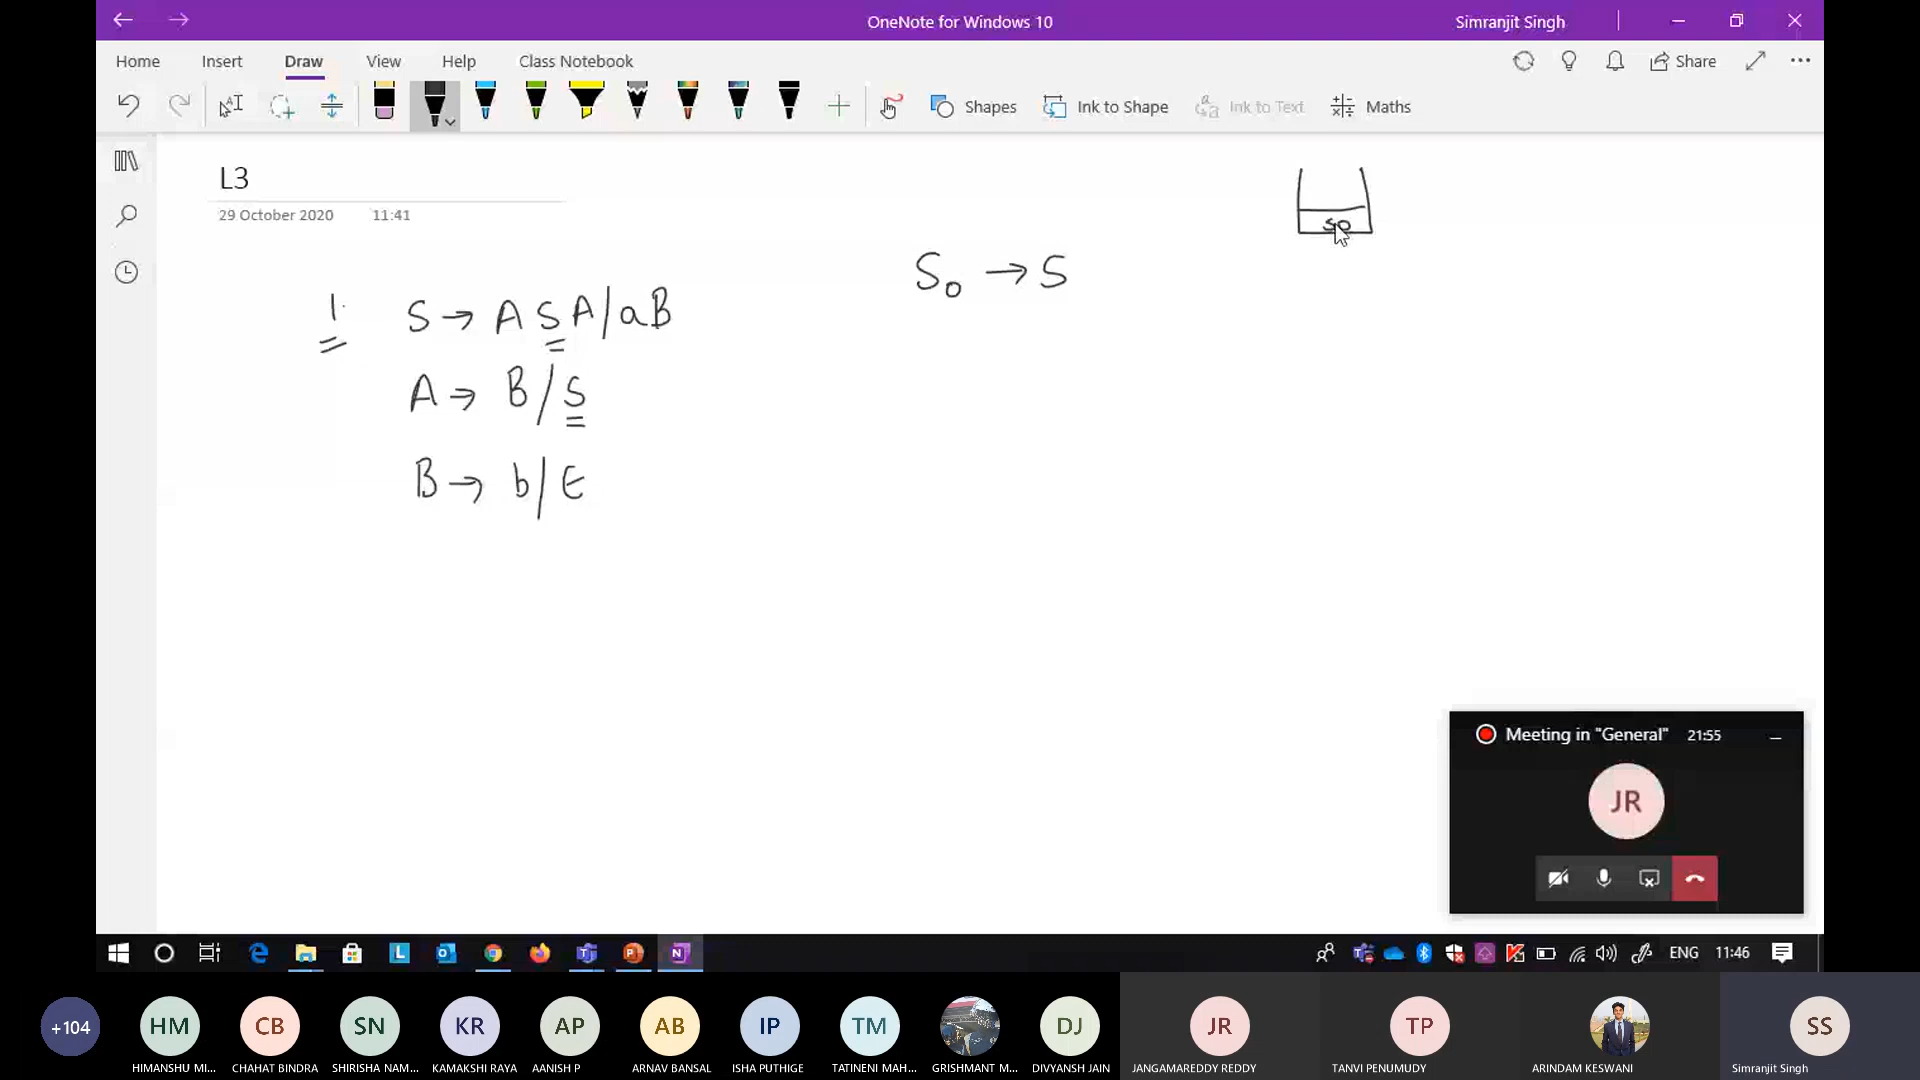 OneNote for Windows 10
Simranjit Singh
Home Insert Draw View Help Class Notebook
Share
Shapes Ink to Shape Ink to Text Maths
L3
29 October 2020 11:41
S0
S₀ → S
1. S → A S A / a B
A → B / S
B → b / ε
Meeting in "General" 21:55
JR
L
ENG 11:46
+104 HM CB SN KR AP AB IP TM DJ JR TP SS
HIMANSHU MI... CHAHAT BINDRA SHIRISHA NAM... KAMAKSHI RAYA AANISH P ARNAV BANSAL ISHA PUTHIGE TATINENI MAH... GRISHMANT M... DIVYANSH JAIN JANGAMAREDDY REDDY TANVI PENUMUDY ARINDAM KESWANI Simranjit Singh